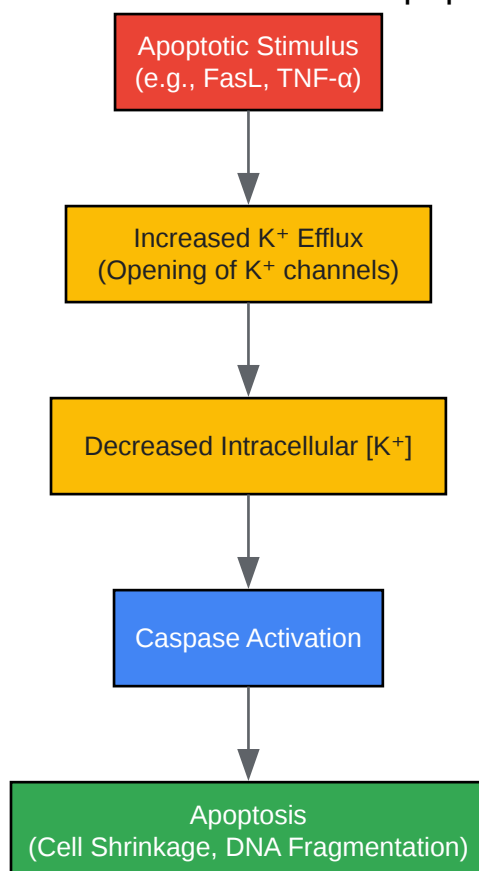 Apoptotic Stimulus
(e.g., FasL, TNF-α)
Increased K⁺ Efflux
(Opening of K⁺ channels)
Decreased Intracellular [K⁺]
Caspase Activation
Apoptosis
(Cell Shrinkage, DNA Fragmentation)